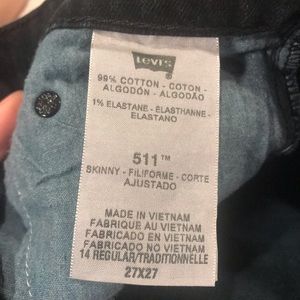 Levi's
99% COTTON - COTON -
ALGODÓN - ALGODÃO
1% ELASTANE - ELASTHANNE -
ELASTANO
511™
SKINNY - FILIFORME - CORTE
AJUSTADO
MADE IN VIETNAM
FABRIQUE AU VIETNAM
FABRICADO NO VIETNAM
FABRICADO EN VIETNAM
14 REGULAR/TRADITIONNELLE
27X27